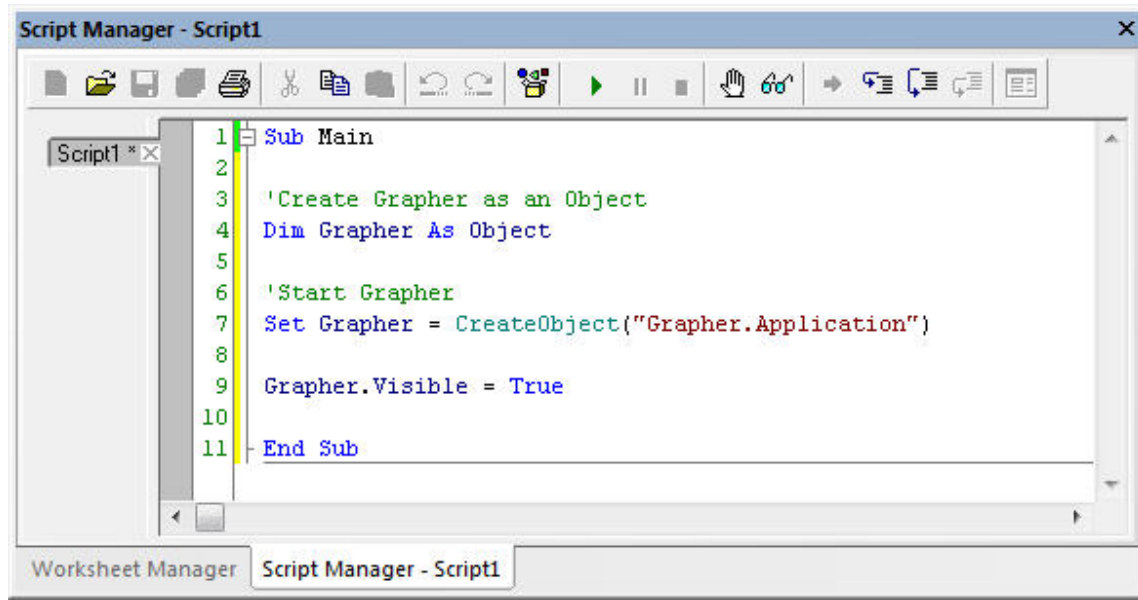 Script Manager - Script1
Script1 *
1 Sub Main
2
3 'Create Grapher as an Object
4 Dim Grapher As Object
5
6 'Start Grapher
7 Set Grapher = CreateObject("Grapher.Application")
8
9 Grapher.Visible = True
10
11 End Sub
Worksheet Manager Script Manager - Script1